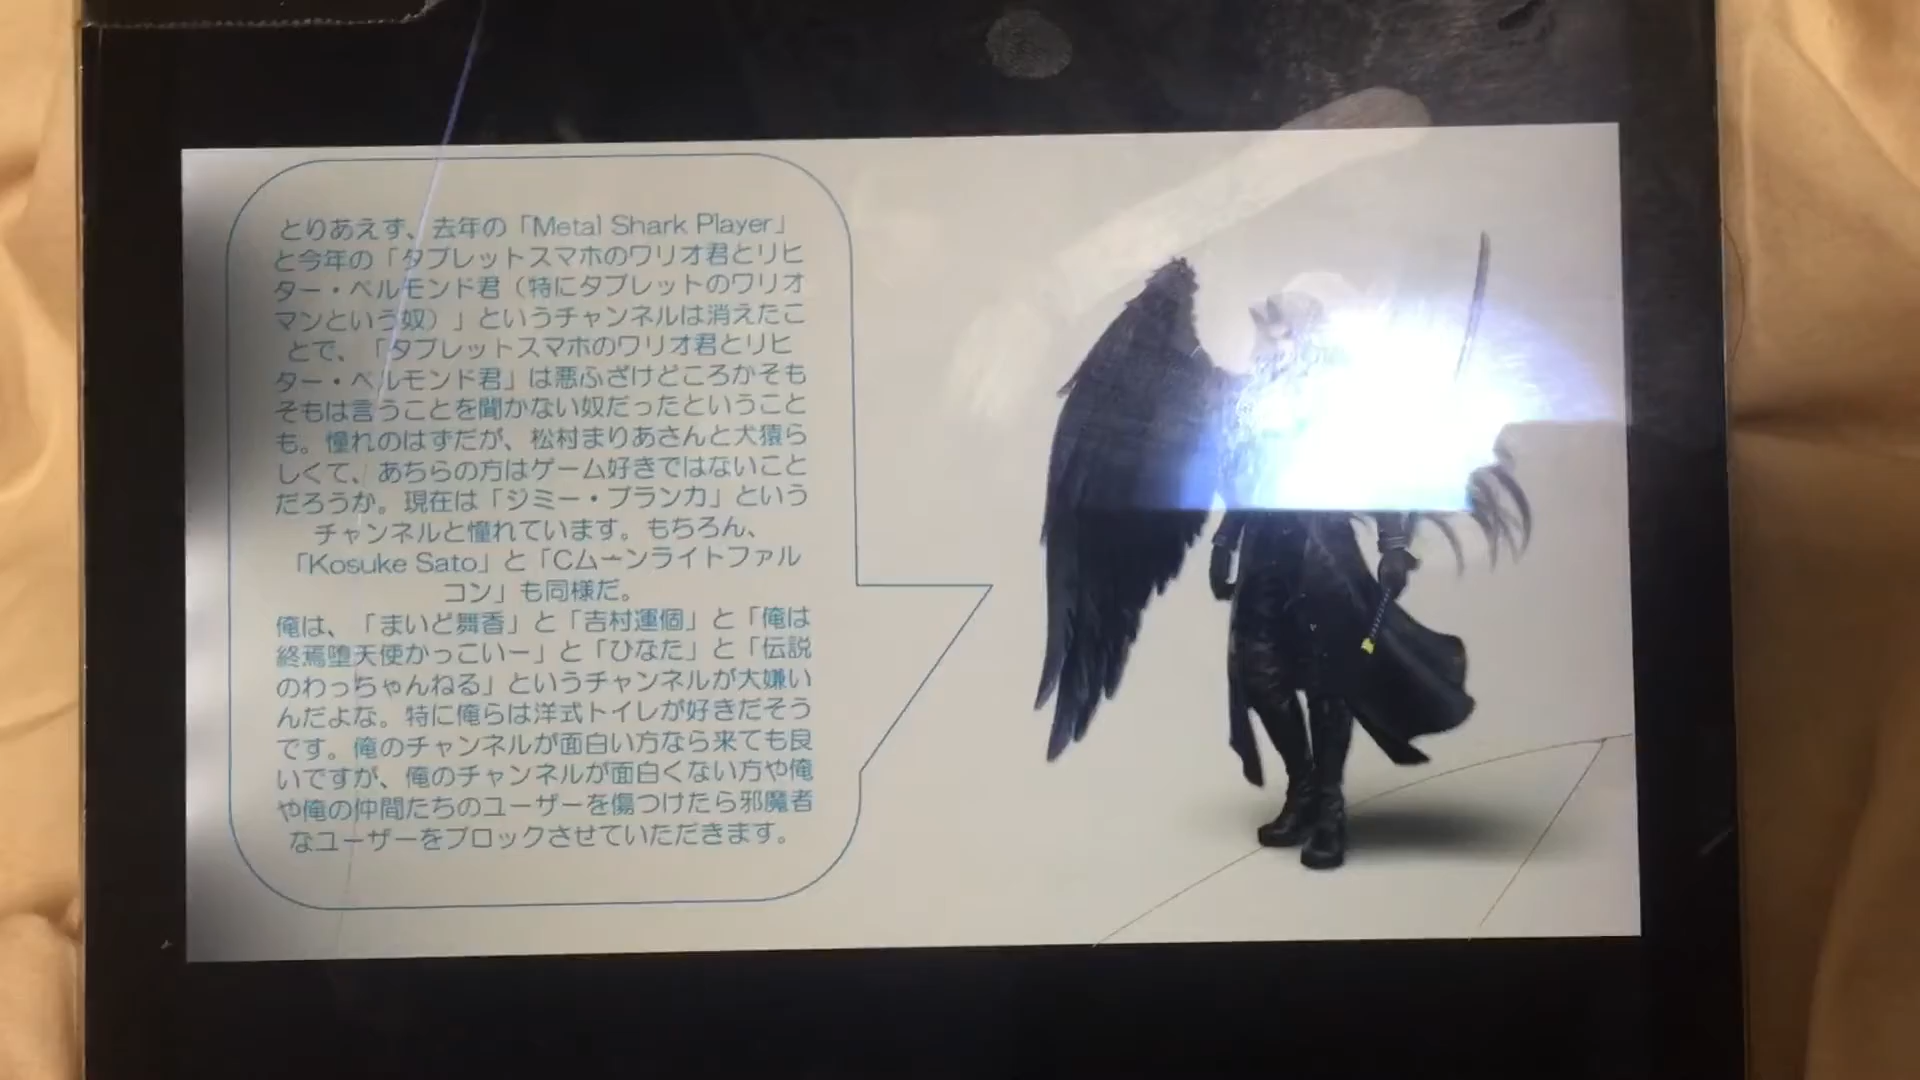 とりあえず、去年の「Metal Shark Player」
と今年の「タブレットスマホのワリオ君とリヒ
ター・ベルモンド君（特にタブレットのワリオ
マンという奴）」というチャンネルは消えたこ
とで、「タブレットスマホのワリオ君とリヒ
ター・ベルモンド君」は悪ふざけどころかそも
そもは言うことを聞かない奴だったということ
も。憧れのはずだが、松村まりあさんと犬猿ら
しくて、あちらの方はゲーム好きではないこと
だろうか。現在は「ジミー・ブランカ」という
チャンネルと憧れています。もちろん、
「Kosuke Sato」と「Cムーンライトファル
コン」も同様だ。
俺は、「まいど舞香」と「吉村運個」と「俺は
終焉堕天使かっこいー」と「ひなた」と「伝説
のわっちゃんねる」というチャンネルが大嫌い
んだよな。特に俺らは洋式トイレが好きだそう
です。俺のチャンネルが面白い方なら来ても良
いですが、俺のチャンネルが面白くない方や俺
や俺の仲間たちのユーザーを傷つけたら邪魔者
なユーザーをブロックさせていただきます。